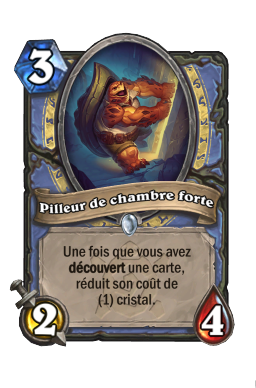 3
Pilleur de chambre forte
Une fois que vous avez
découvert une carte,
réduit son coût de
(1) cristal.
2
4